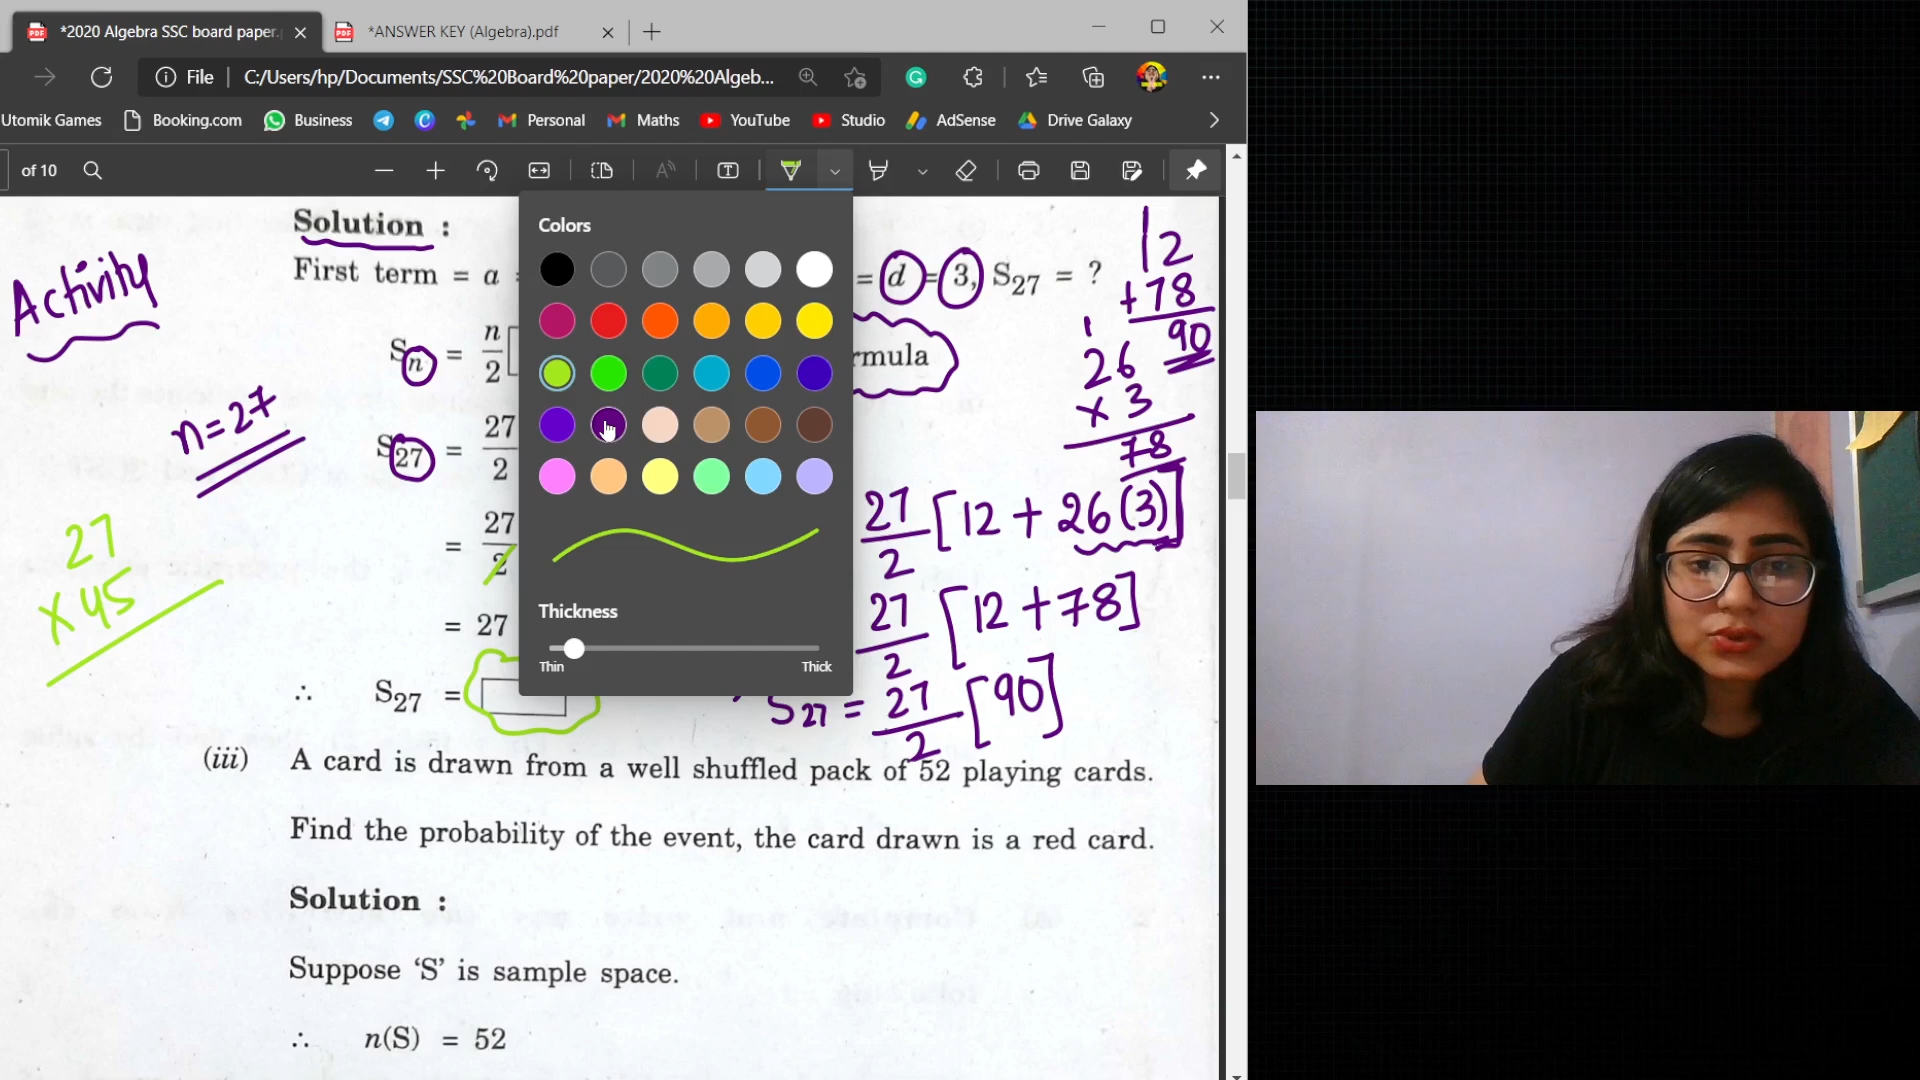 *2020 Algebra SSC board paper.
*ANSWER KEY (Algebra).pdf
File
C:/Users/hp/Documents/SSC%20Board%20paper/2020%20Algeb...
Utomik Games
Booking.com
Business
Personal
Maths
YouTube
Studio
AdSense
Drive Galaxy
of 10
Colors
Thickness
Thin
Thick
Solution :
First term = a
= d = 3, S27 = ?
Activity
12
+78
90
Sn = n/2 [
rmula
26
x 3
78
n=27
S27 = 27/2
27/2 [12 + 26 (3)]
= 27/2
27
x 45
27/2 [12 + 78]
= 27
∴ S27 =
S27 = 27/2 [90]
(iii) A card is drawn from a well shuffled pack of 52 playing cards.
Find the probability of the event, the card drawn is a red card.
Solution :
Suppose ‘S’ is sample space.
∴ n(S) = 52